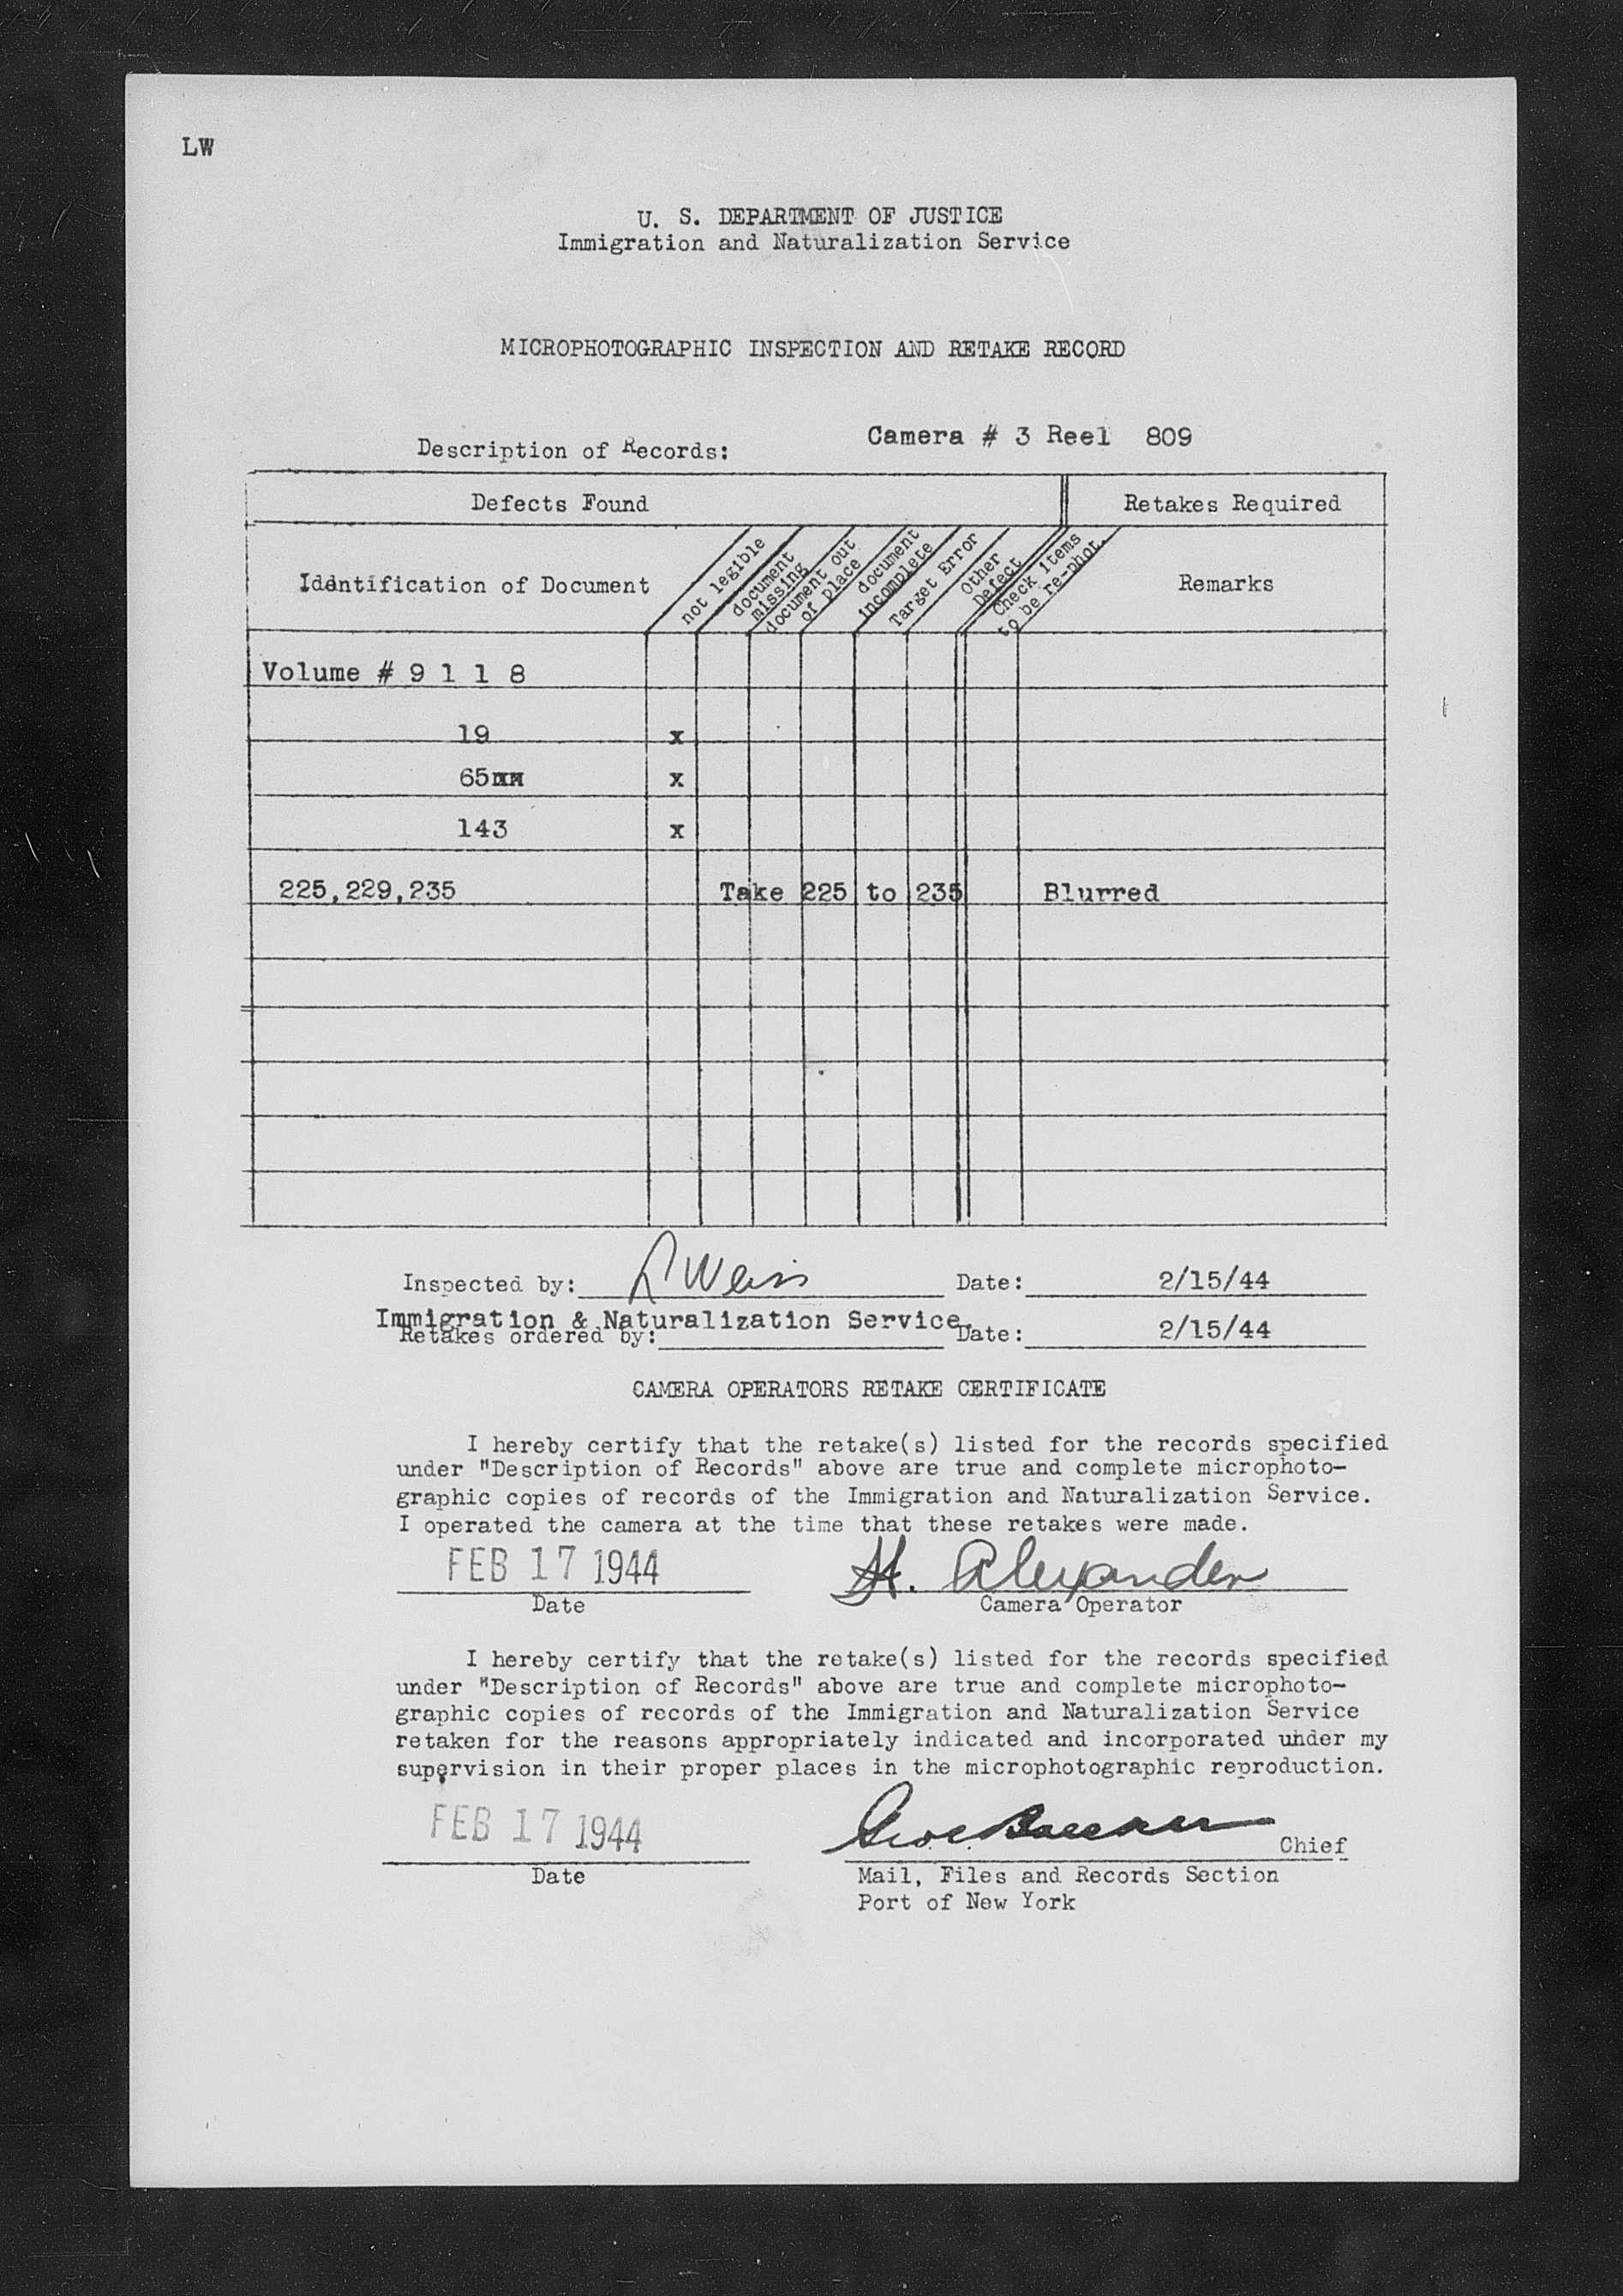 LW
U. S. DEPARTMENT OF JUSTICE
Immigration and Naturalization Service
MICROPHOTOGRAPHIC INSPECTION AND RETAKE RECORD
Description of Records: Camera # 3 Reel 809
Defects Found Retakes Required
Identification of Document not legible document missing document out of place document incomplete Target Error Other Defect Check items to be re-phot. Remarks
Volume # 9 1 1 8
19 x
65 x
143 x
225,229,235 Take 225 to 235 Blurred
Inspected by: L Weiss Date: 2/15/44
Immigration & Naturalization Service.
Retakes ordered by: Date: 2/15/44
CAMERA OPERATORS RETAKE CERTIFICATE
I hereby certify that the retake(s) listed for the records specified
under "Description of Records" above are true and complete microphoto-
graphic copies of records of the Immigration and Naturalization Service.
I operated the camera at the time that these retakes were made.
FEB 17 1944 H. Alexander
Date Camera Operator
I hereby certify that the retake(s) listed for the records specified
under "Description of Records" above are true and complete microphoto-
graphic copies of records of the Immigration and Naturalization Service
retaken for the reasons appropriately indicated and incorporated under my
supervision in their proper places in the microphotographic reproduction.
FEB 17 1944 Chief
Date Mail, Files and Records Section
Port of New York